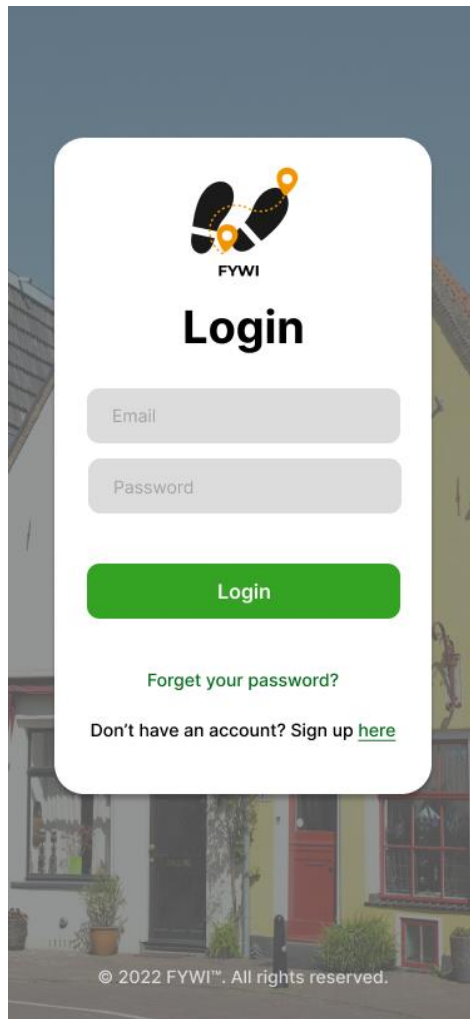 FYWI
Login
Email
Password
Login
Forget your password?
Don’t have an account? Sign up here
© 2022 FYWI™. All rights reserved.